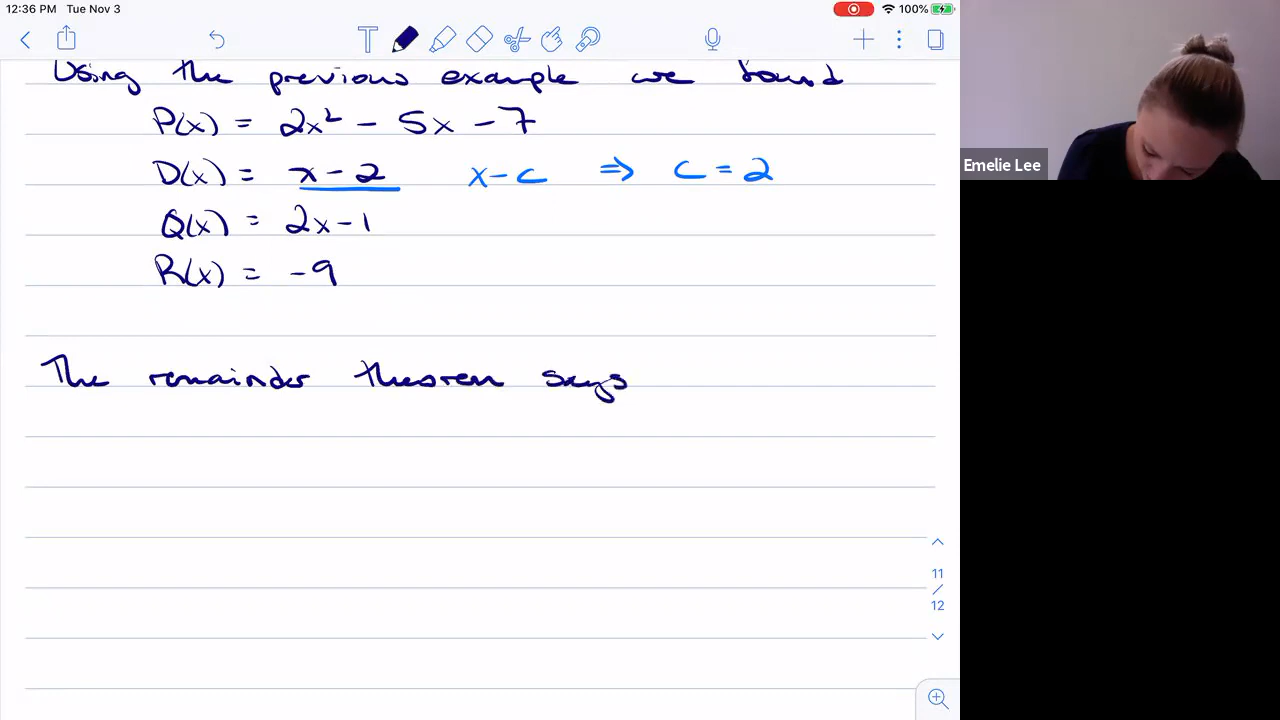 12:36 PM Tue Nov 3
100%
Using the previous example we found
P(x) = 2x² - 5x - 7
D(x) = x - 2 x - c ⇒ c = 2
Q(x) = 2x - 1
R(x) = -9
The remainder theorem says
Emelie Lee
11
/
12